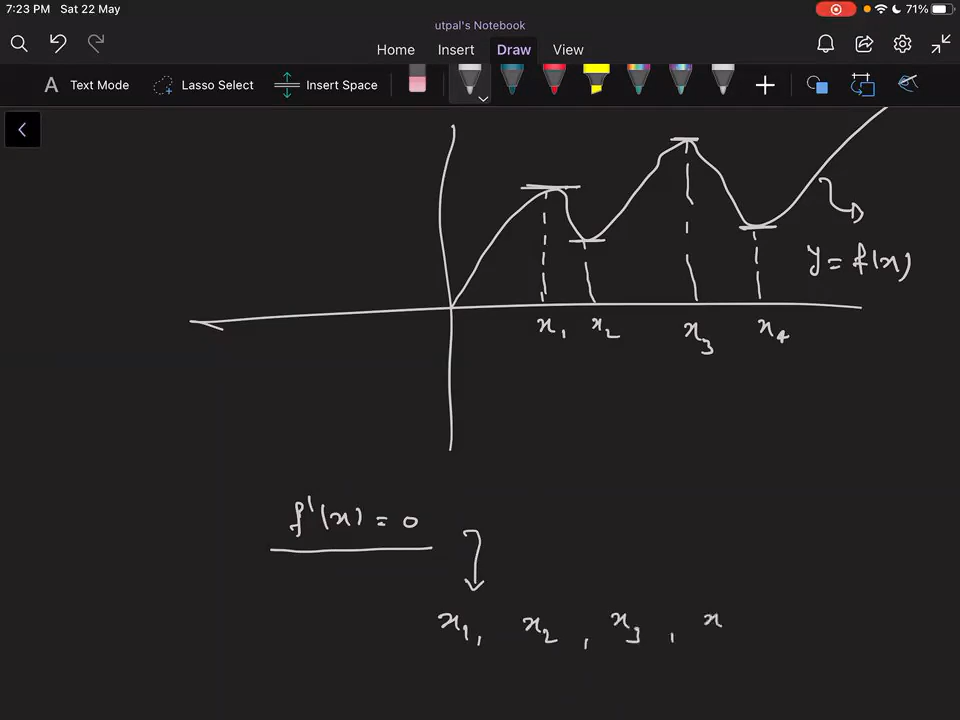 7:23 PM Sat 22 May 71%
utpal's Notebook
Home Insert Draw View
A Text Mode Lasso Select Insert Space
y = f(x)
x₁ x₂ x₃ x₄
f'(x) = 0
x₁, x₂, x₃, x